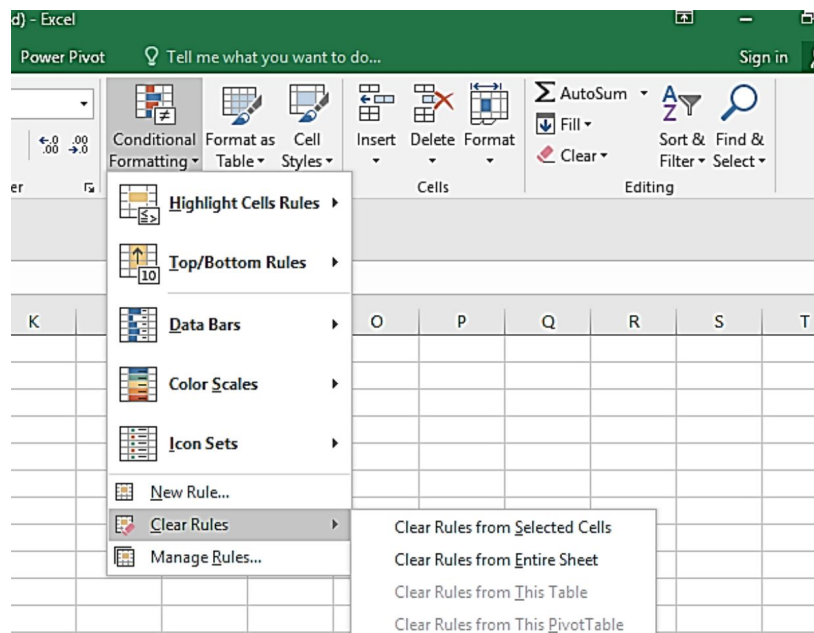 d) - Excel
Power Pivot Tell me what you want to do... Sign in
Conditional Formatting
Format as Table
Cell Styles
Insert
Delete
Format
AutoSum
Fill
Clear
Sort & Filter
Find & Select
er
Cells
Editing
Highlight Cells Rules
Top/Bottom Rules
Data Bars
Color Scales
Icon Sets
New Rule...
Clear Rules
Manage Rules...
Clear Rules from Selected Cells
Clear Rules from Entire Sheet
Clear Rules from This Table
Clear Rules from This PivotTable
K O P Q R S T